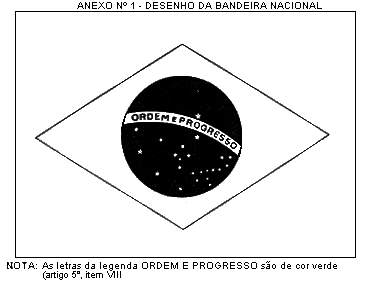 ANEXO Nº 1 - DESENHO DA BANDEIRA NACIONAL
ORDEM E PROGRESSO
NOTA: As letras da legenda ORDEM E PROGRESSO são de cor verde
(artigo 5º, item VIII